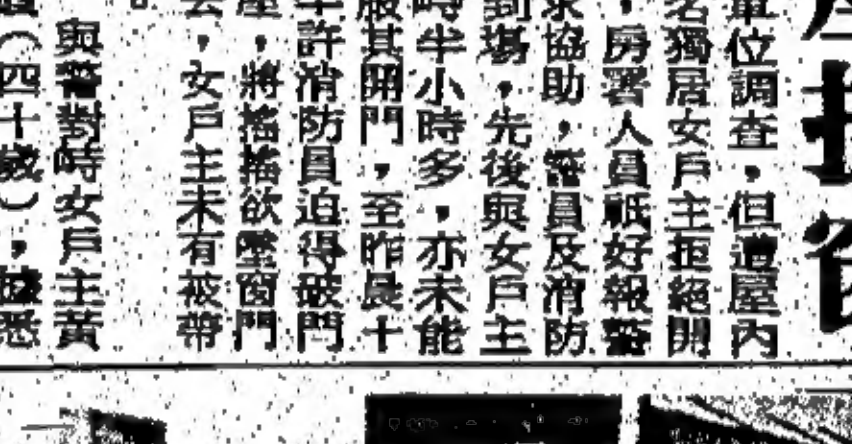 單位調查，但遭屋內
名獨居女戶主拒絕開
，房署人員祇好報警
求協助，警員及消防
到場，先後與女戶主
時半小時多，亦未能
服其開門，至昨晨十
半許消防員迫得破門
，將搖搖欲墜窗門
去，女戶主未有被帶
與警對峙女戶主黃
（四十歲），據悉